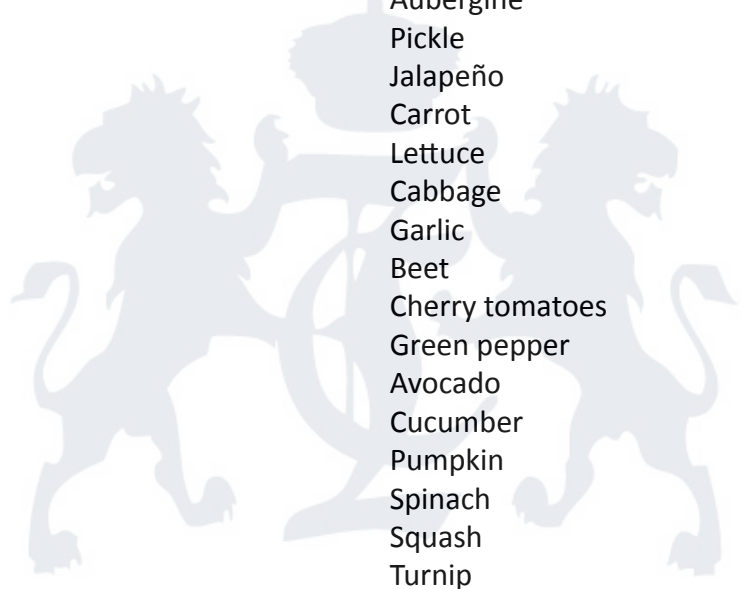 Aubergine
Pickle
Jalapeño
Carrot
Lettuce
Cabbage
Garlic
Beet
Cherry tomatoes
Green pepper
Avocado
Cucumber
Pumpkin
Spinach
Squash
Turnip